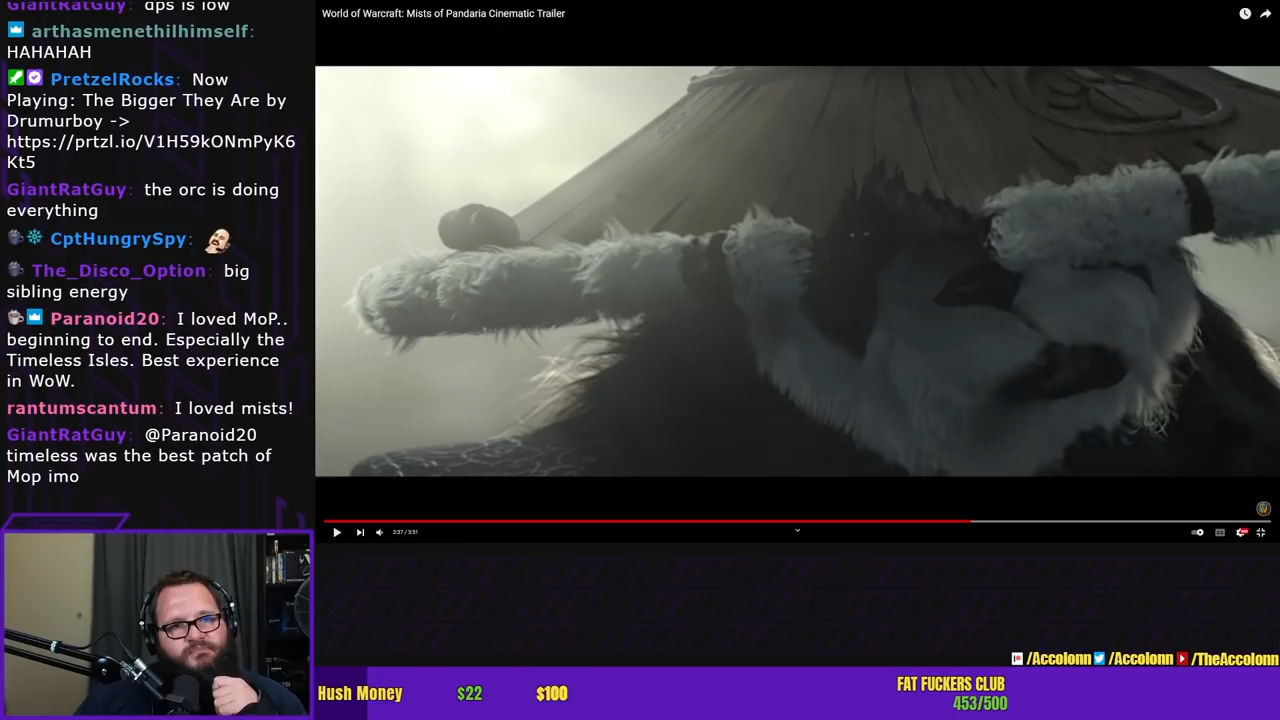 GiantRatGuy: dps is low
arthasmenethilhimself:
HAHAHAH
PretzelRocks: Now
Playing: The Bigger They Are by
Drumurboy ->
https://prtzl.io/V1H59kONmPyK6
Kt5
GiantRatGuy: the orc is doing
everything
CptHungrySpy:
The_Disco_Option: big
sibling energy
Paranoid20: I loved MoP..
beginning to end. Especially the
Timeless Isles. Best experience
in WoW.
rantumscantum: I loved mists!
GiantRatGuy: @Paranoid20
timeless was the best patch of
Mop imo
World of Warcraft: Mists of Pandaria Cinematic Trailer
2:37 / 3:51
/Accolonn /Accolonn /TheAccolonn
Hush Money $22 $100
FAT FUCKERS CLUB
453/500